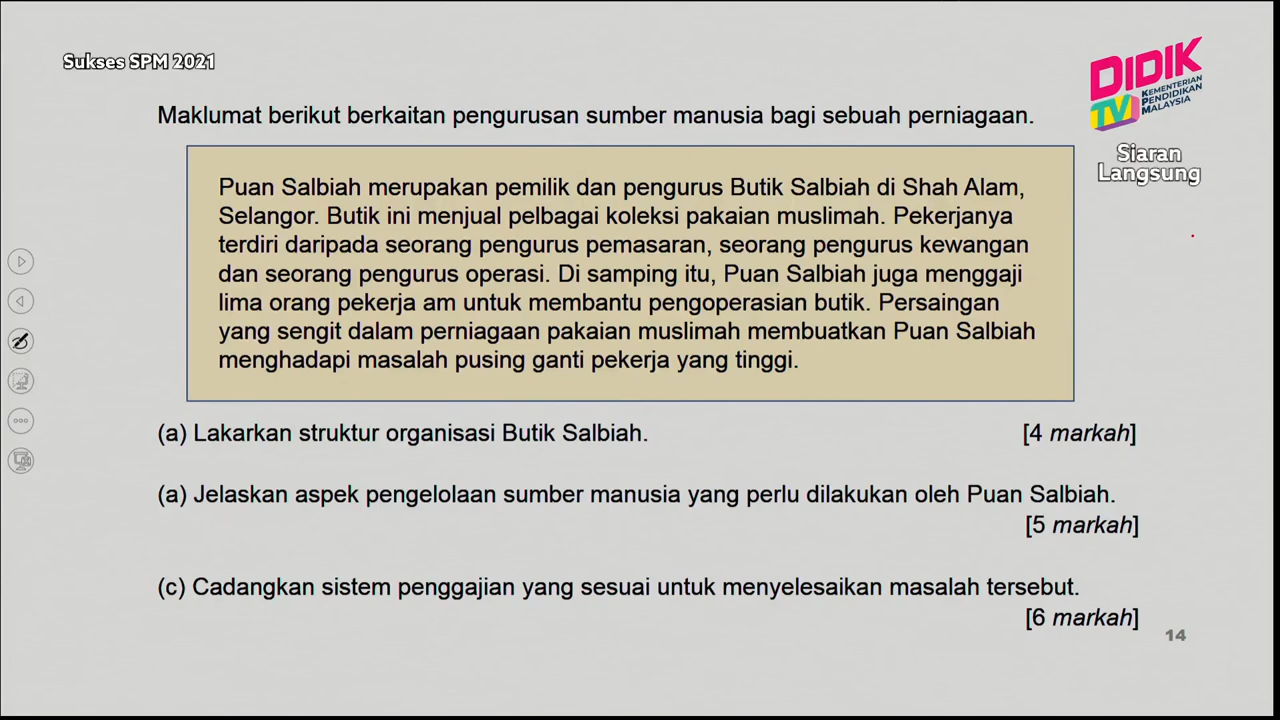 Sukses SPM 2021
DIDIK
TV
KEMENTERIAN
PENDIDIKAN
MALAYSIA
Siaran
Langsung
Maklumat berikut berkaitan pengurusan sumber manusia bagi sebuah perniagaan.
Puan Salbiah merupakan pemilik dan pengurus Butik Salbiah di Shah Alam,
Selangor. Butik ini menjual pelbagai koleksi pakaian muslimah. Pekerjanya
terdiri daripada seorang pengurus pemasaran, seorang pengurus kewangan
dan seorang pengurus operasi. Di samping itu, Puan Salbiah juga menggaji
lima orang pekerja am untuk membantu pengoperasian butik. Persaingan
yang sengit dalam perniagaan pakaian muslimah membuatkan Puan Salbiah
menghadapi masalah pusing ganti pekerja yang tinggi.
(a) Lakarkan struktur organisasi Butik Salbiah. [4 markah]
(a) Jelaskan aspek pengelolaan sumber manusia yang perlu dilakukan oleh Puan Salbiah.
[5 markah]
(c) Cadangkan sistem penggajian yang sesuai untuk menyelesaikan masalah tersebut.
[6 markah]
14